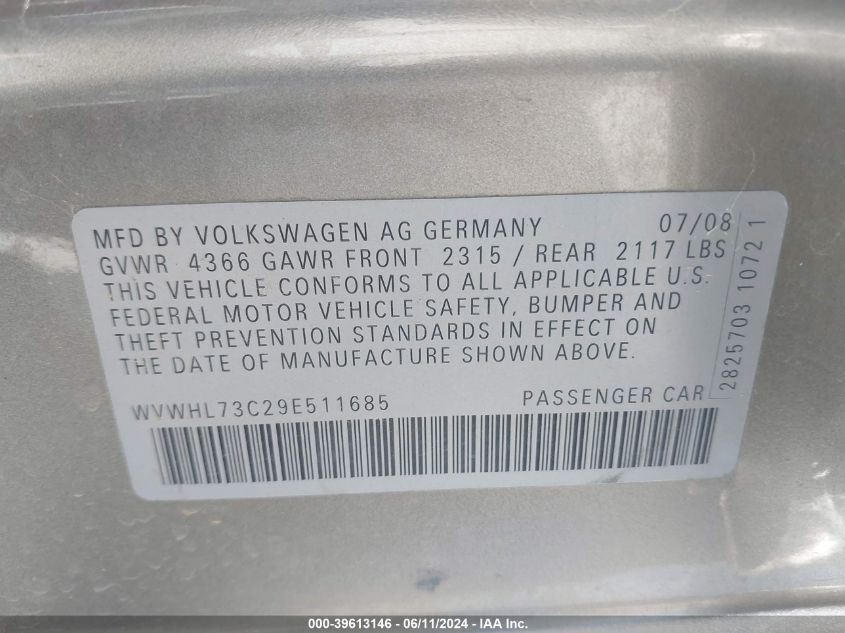 MFD BY VOLKSWAGEN AG GERMANY 07/08
GVWR 4366 GAWR FRONT 2315 / REAR 2117 LBS
THIS VEHICLE CONFORMS TO ALL APPLICABLE U.S.
FEDERAL MOTOR VEHICLE SAFETY, BUMPER AND
THEFT PREVENTION STANDARDS IN EFFECT ON
THE DATE OF MANUFACTURE SHOWN ABOVE.
WVWHL73C29E511685 PASSENGER CAR
2825703 1072 1
000-39613146 - 06/11/2024 - IAA Inc.